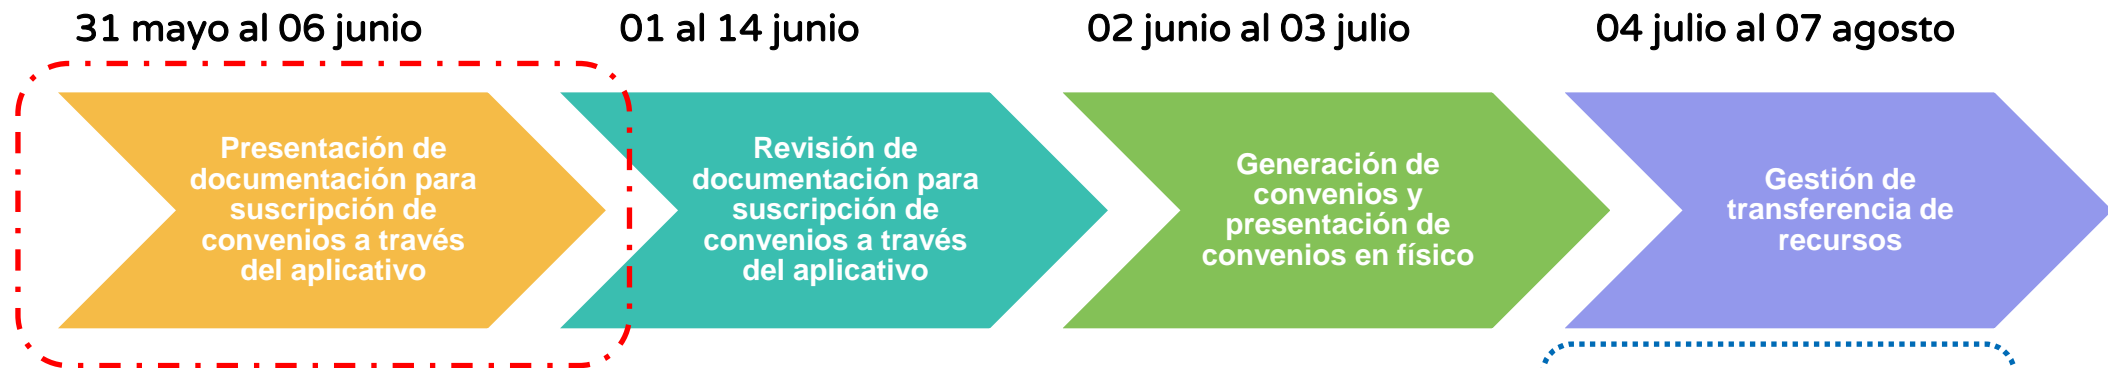 31 mayo al 06 junio
01 al 14 junio
02 junio al 03 julio
04 julio al 07 agosto
Presentación de
documentación para
suscripción de
convenios a través
del aplicativo
Revisión de
documentación para
suscripción de
convenios a través
del aplicativo
Generación de
convenios y
presentación de
convenios en físico
Gestión de
transferencia de
recursos